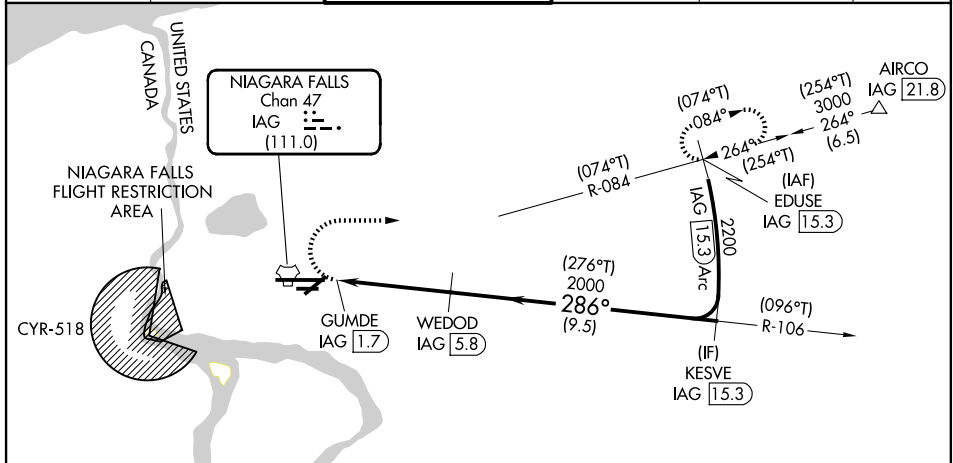 UNITED STATES
CANADA
NIAGARA FALLS
Chan 47
IAG
(111.0)
NIAGARA FALLS
FLIGHT RESTRICTION
AREA
CYR-518
AIRCO
IAG 21.8
(254°T)
3000
264°
(6.5)
(074°T)
084°
264°
(254°T)
(074°T)
R-084
(IAF)
EDUSE
IAG 15.3
IAG 15.3 Arc
2200
(276°T)
2000
286°
(9.5)
(096°T)
R-106
GUMDE
IAG 1.7
WEDOD
IAG 5.8
(IF)
KESVE
IAG 15.3